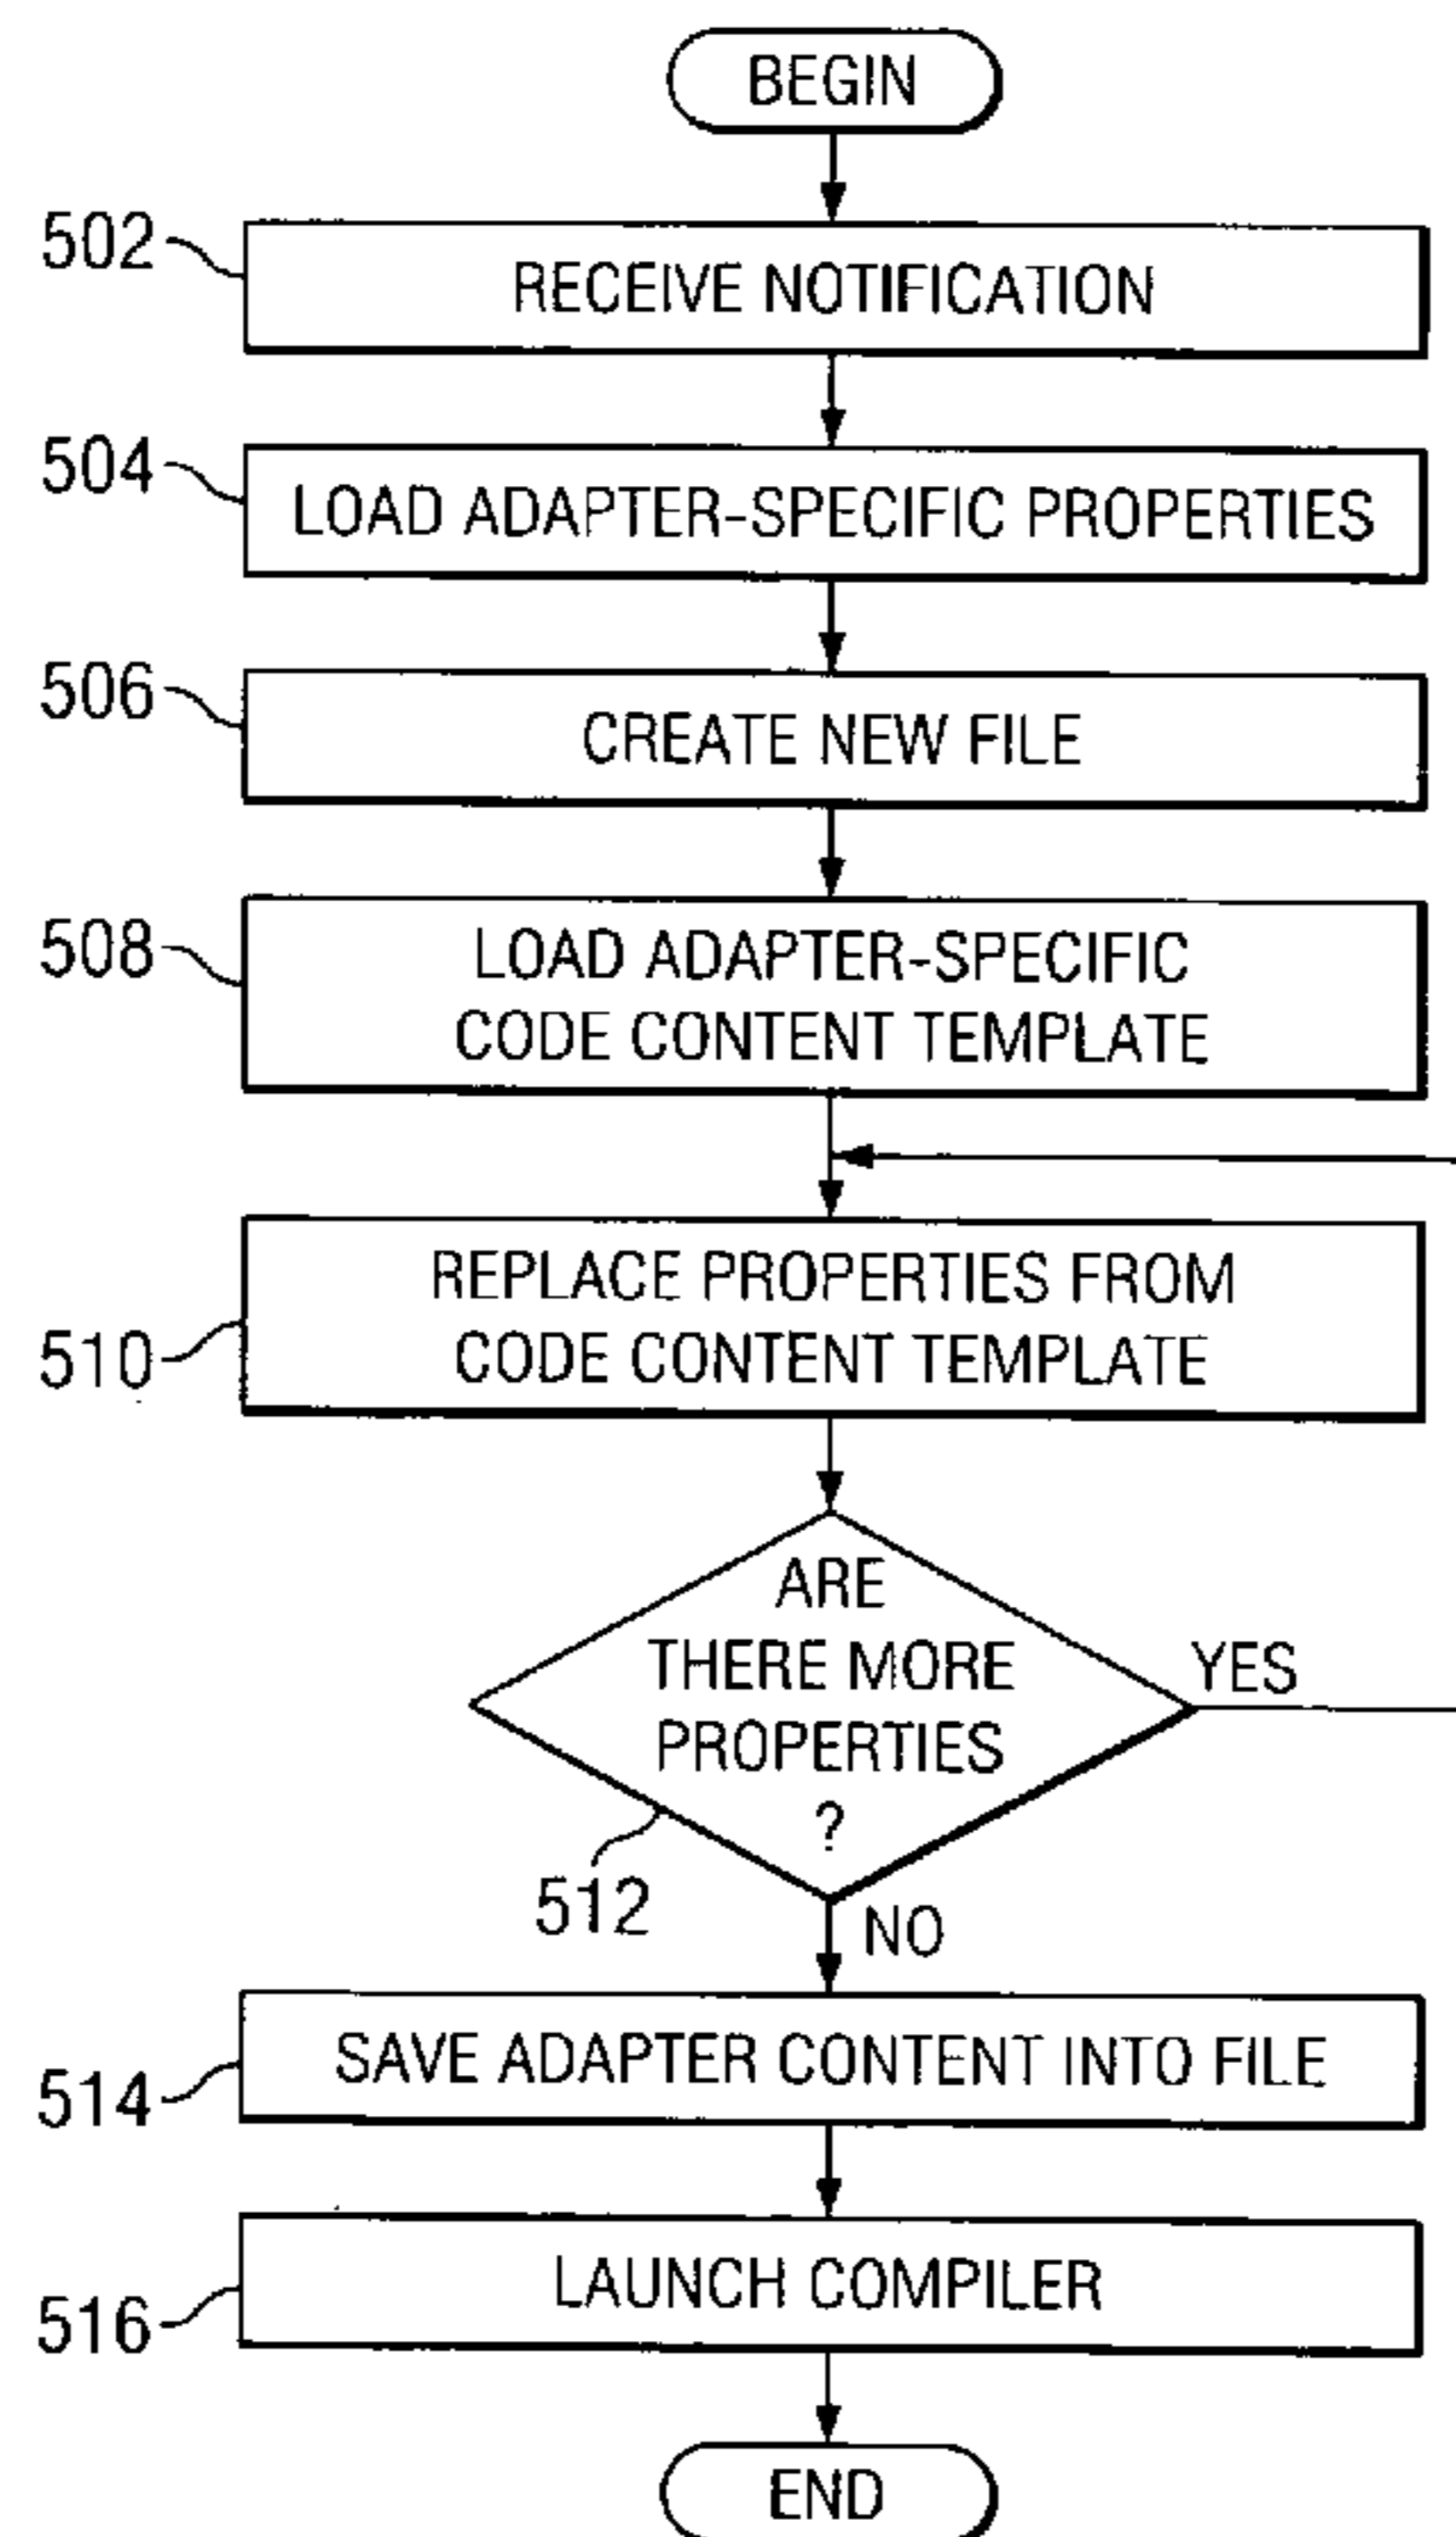 BEGIN
502
RECEIVE NOTIFICATION
504
LOAD ADAPTER-SPECIFIC PROPERTIES
506
CREATE NEW FILE
508
LOAD ADAPTER-SPECIFIC
CODE CONTENT TEMPLATE
510
REPLACE PROPERTIES FROM
CODE CONTENT TEMPLATE
ARE
THERE MORE
PROPERTIES
?
YES
512
NO
514
SAVE ADAPTER CONTENT INTO FILE
516
LAUNCH COMPILER
END